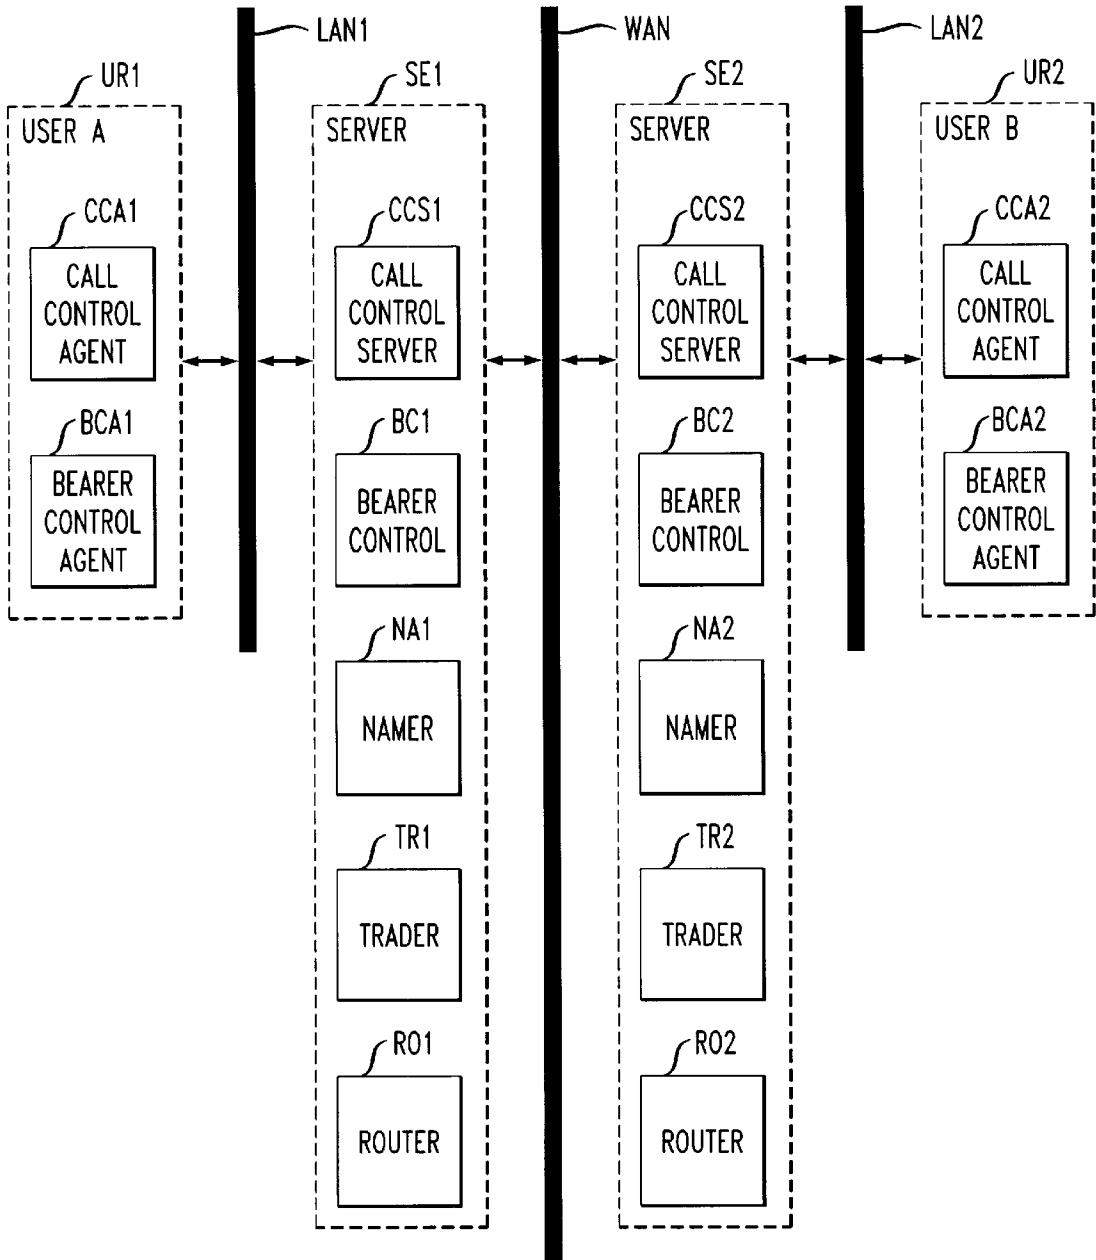 LAN1
WAN
LAN2
UR1
SE1
SE2
UR2
USER A
SERVER
SERVER
USER B
CCA1
CCS1
CCS2
CCA2
CALL
CONTROL
AGENT
CALL
CONTROL
SERVER
CALL
CONTROL
SERVER
CALL
CONTROL
AGENT
BCA1
BC1
BC2
BCA2
BEARER
CONTROL
AGENT
BEARER
CONTROL
BEARER
CONTROL
BEARER
CONTROL
AGENT
NA1
NA2
NAMER
NAMER
TR1
TR2
TRADER
TRADER
RO1
RO2
ROUTER
ROUTER